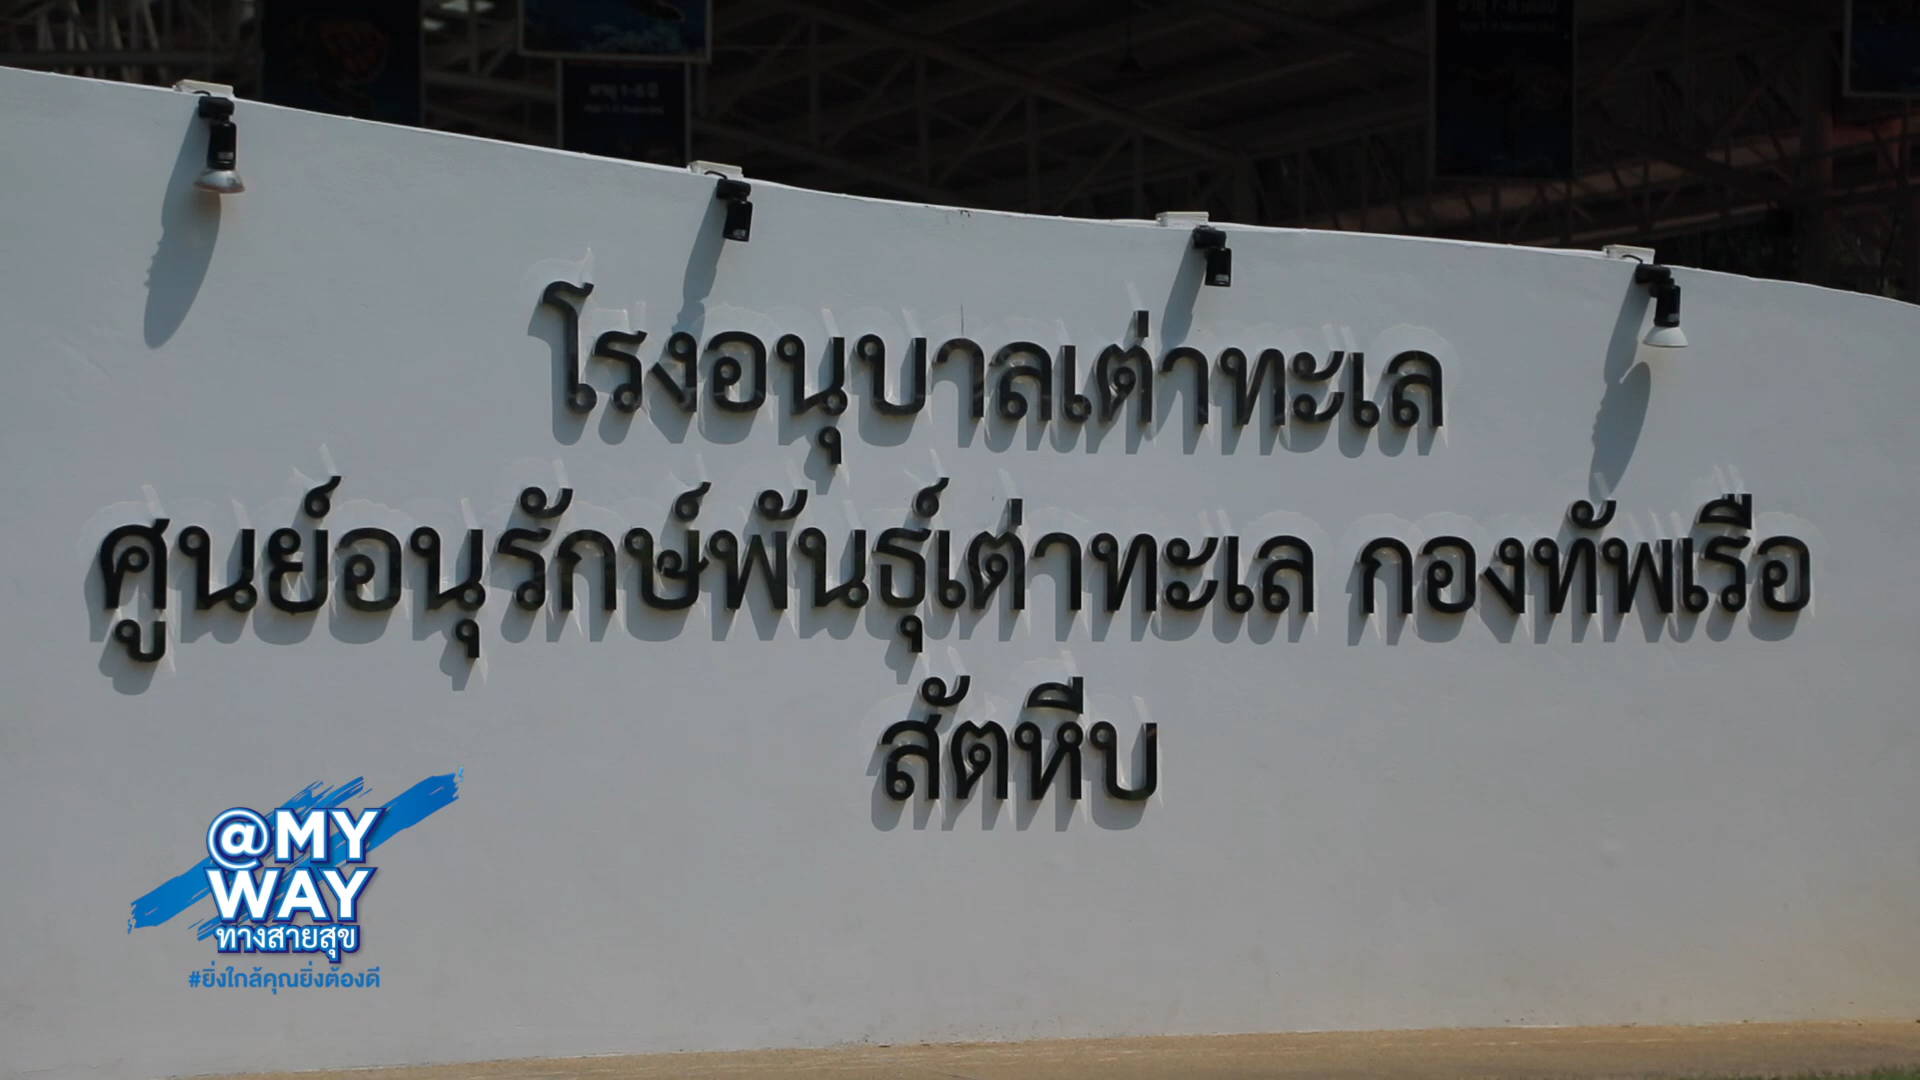 โรงอนุบาลเต่าทะเล
ศูนย์อนุรักษ์พันธุ์เต่าทะเล กองทัพเรือ
สัตหีบ
@MY
WAY
ทางสายสุข
#ยิ่งใกล้คุณยิ่งต้องดี